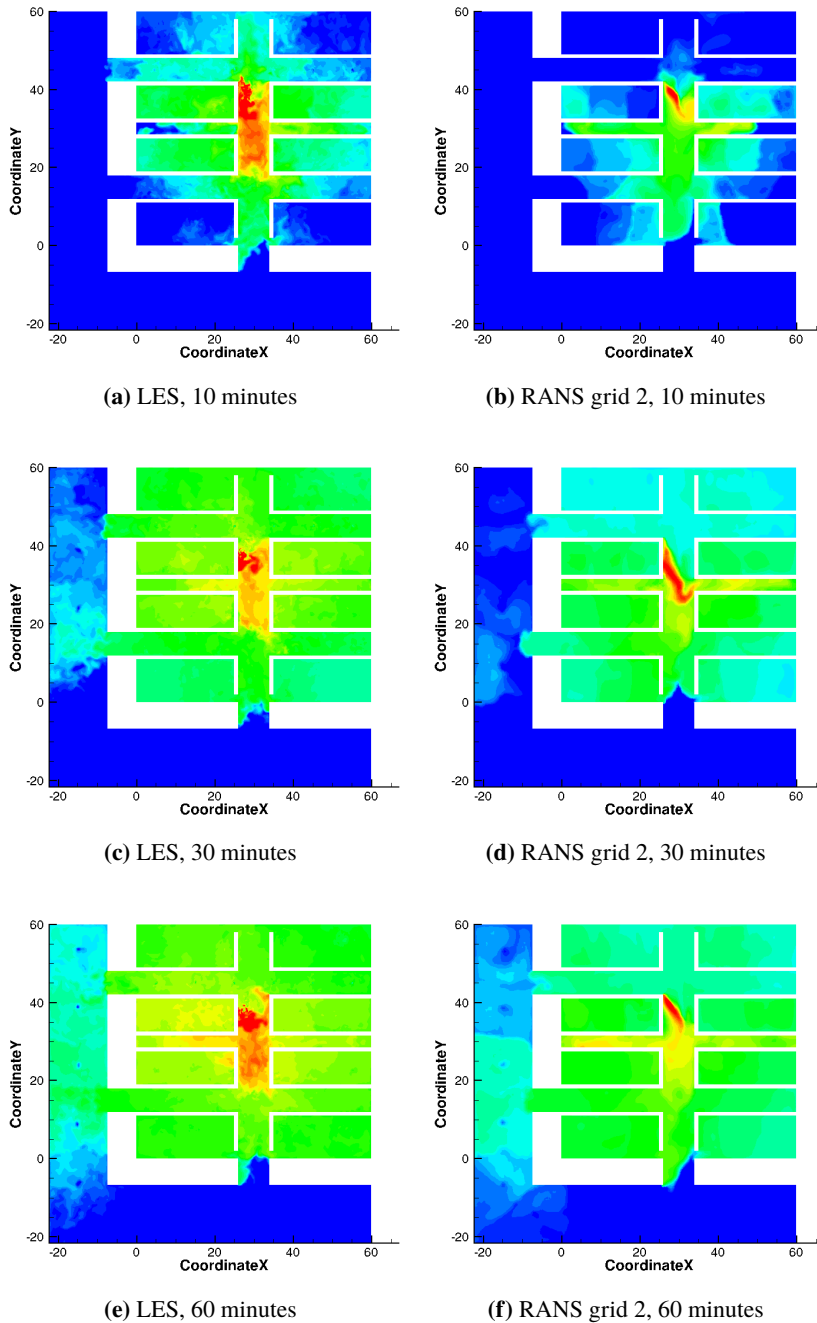 60
40
20
0
-20
CoordinateY
-20 0 20 40 60
CoordinateX
(a) LES, 10 minutes
60
40
20
0
-20
CoordinateY
-20 0 20 40 60
CoordinateX
(b) RANS grid 2, 10 minutes
60
40
20
0
-20
CoordinateY
-20 0 20 40 60
CoordinateX
(c) LES, 30 minutes
60
40
20
0
-20
CoordinateY
-20 0 20 40 60
CoordinateX
(d) RANS grid 2, 30 minutes
60
40
20
0
-20
CoordinateY
-20 0 20 40 60
CoordinateX
(e) LES, 60 minutes
60
40
20
0
-20
CoordinateY
-20 0 20 40 60
CoordinateX
(f) RANS grid 2, 60 minutes